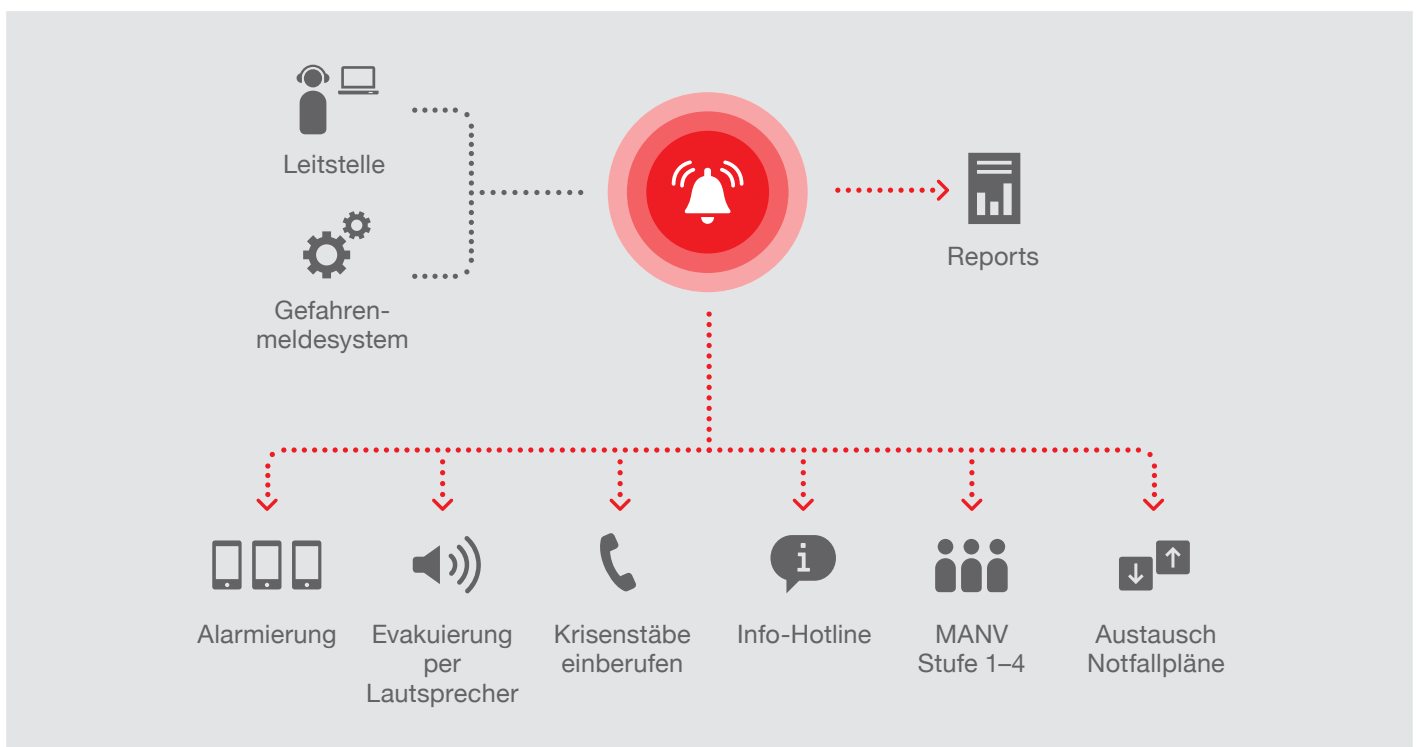 Leitstelle
Gefahren-
meldesystem
Reports
Alarmierung
Evakuierung
per
Lautsprecher
Krisenstäbe
einberufen
Info-Hotline
MANV
Stufe 1–4
Austausch
Notfallpläne